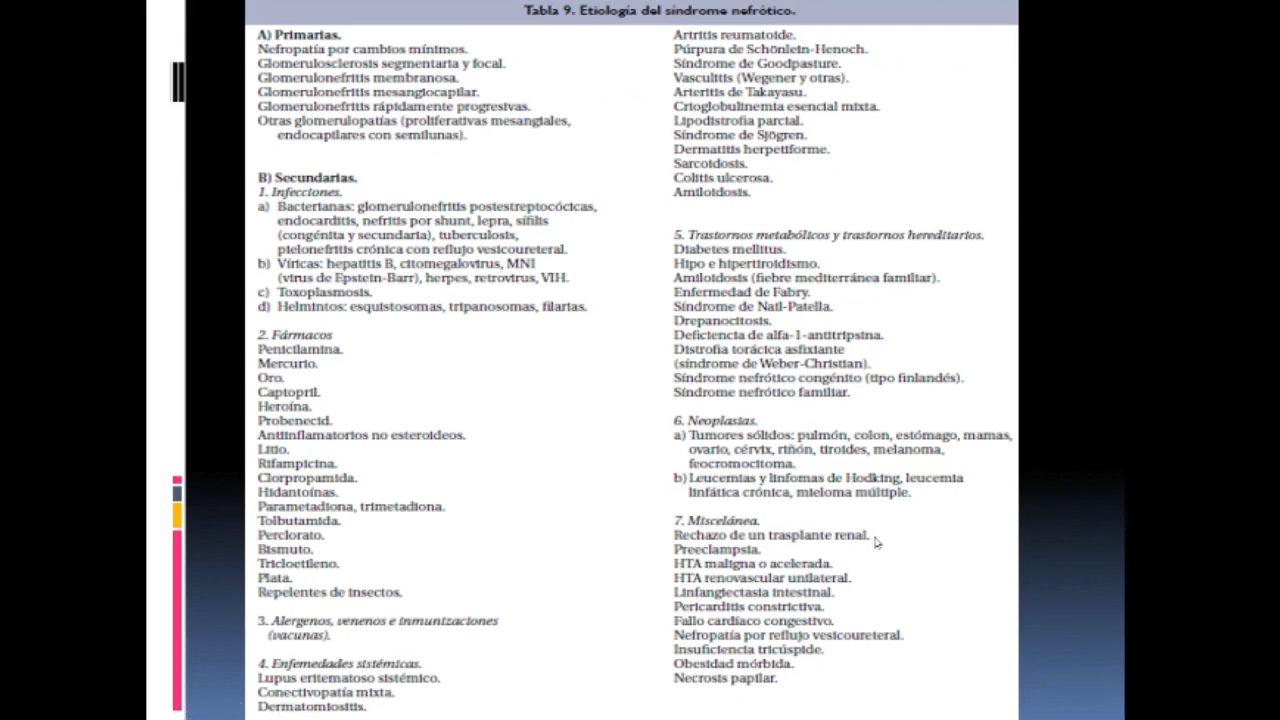 Tabla 9. Etiología del síndrome nefrótico.
A) Primarias.
Nefropatía por cambios mínimos.
Glomerulosclerosis segmentaria y focal.
Glomerulonefritis membranosa.
Glomerulonefritis mesangiocapilar.
Glomerulonefritis rápidamente progresivas.
Otras glomerulopatías (proliferativas mesangiales,
endocapilares con semilunas).
B) Secundarias.
1. Infecciones.
a) Bacterianas: glomerulonefritis postestreptocócicas,
endocarditis, nefritis por shunt, lepra, sífilis
(congénita y secundaria), tuberculosis,
pielonefritis crónica con reflujo vesicoureteral.
b) Víricas: hepatitis B, citomegalovirus, MNI
(virus de Epstein-Barr), herpes, retrovirus, VIH.
c) Toxoplasmosis.
d) Helmintos: esquistosomas, tripanosomas, filarias.
2. Fármacos
Penicilamina.
Mercurio.
Oro.
Captopril.
Heroína.
Probenecid.
Antiinflamatorios no esteroideos.
Litio.
Rifampicina.
Clorpropamida.
Hidantoínas.
Parametadiona, trimetadiona.
Tolbutamida.
Perclorato.
Bismuto.
Tricloetileno.
Plata.
Repelentes de insectos.
3. Alergenos, venenos e inmunizaciones
(vacunas).
4. Enfemedades sistémicas.
Lupus eritematoso sistémico.
Conectivopatía mixta.
Dermatomiositis.
Artritis reumatoide.
Púrpura de Schönlein-Henoch.
Síndrome de Goodpasture.
Vasculitis (Wegener y otras).
Arteritis de Takayasu.
Crioglobulinemia esencial mixta.
Lipodistrofia parcial.
Síndrome de Sjögren.
Dermatitis herpetiforme.
Sarcoidosis.
Colitis ulcerosa.
Amiloidosis.
5. Trastornos metabólicos y trastornos hereditarios.
Diabetes mellitus.
Hipo e hipertiroidismo.
Amiloidosis (fiebre mediterránea familiar).
Enfermedad de Fabry.
Síndrome de Nail-Patella.
Drepanocitosis.
Deficiencia de alfa-1-antitripsina.
Distrofia torácica asfixiante
(síndrome de Weber-Christian).
Síndrome nefrótico congénito (tipo finlandés).
Síndrome nefrótico familiar.
6. Neoplasias.
a) Tumores sólidos: pulmón, colon, estómago, mamas,
ovario, cérvix, riñón, tiroides, melanoma,
feocromocitoma.
b) Leucemias y linfomas de Hodking, leucemia
linfática crónica, mieloma múltiple.
7. Miscelánea.
Rechazo de un trasplante renal.
Preeclampsia.
HTA maligna o acelerada.
HTA renovascular unilateral.
Linfangiectasia intestinal.
Pericarditis constrictiva.
Fallo cardíaco congestivo.
Nefropatía por reflujo vesicoureteral.
Insuficiencia tricúspide.
Obesidad mórbida.
Necrosis papilar.